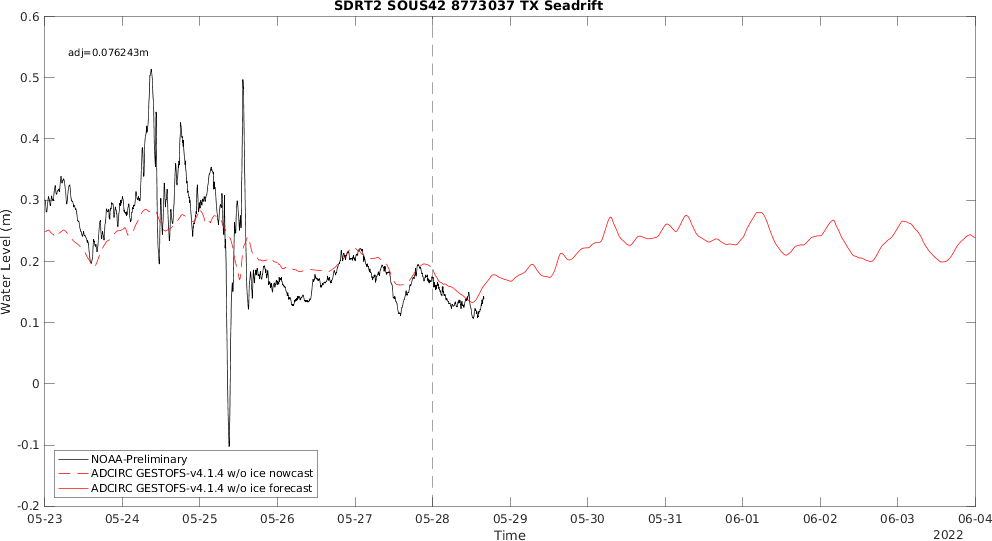 SDRT2 SOUS42 8773037 TX Seadrift
adj=0.076243m
Water Level (m)
0.6
0.5
0.4
0.3
0.2
0.1
0
-0.1
-0.2
NOAA-Preliminary
ADCIRC GESTOFS-v4.1.4 w/o ice nowcast
ADCIRC GESTOFS-v4.1.4 w/o ice forecast
05-23 05-24 05-25 05-26 05-27 05-28 05-29 05-30 05-31 06-01 06-02 06-03 06-04
Time
2022